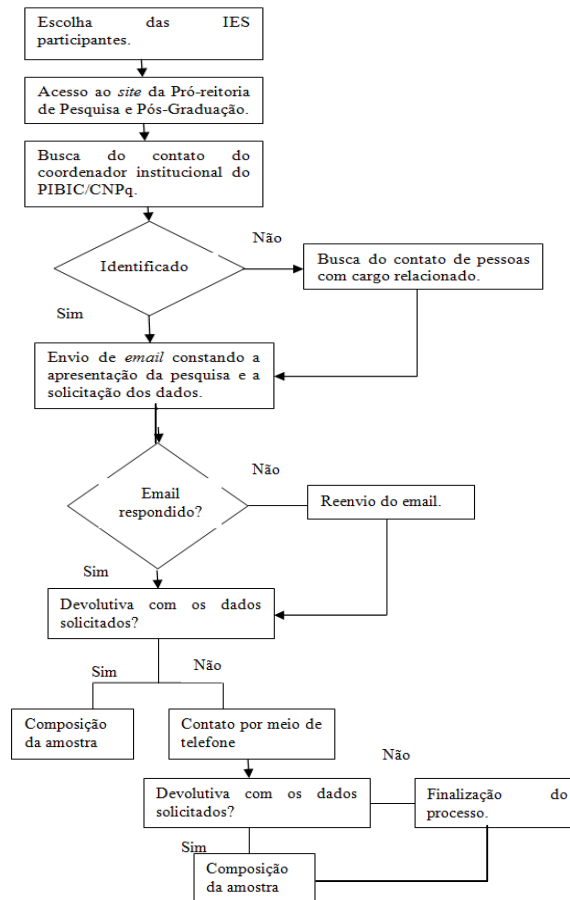 Escolha das IES
participantes.
Acesso ao site da Pró-reitoria
de Pesquisa e Pós-Graduação.
Busca do contato do
coordenador institucional do
PIBIC/CNPq.
Não
Identificado
Busca do contato de pessoas
com cargo relacionado.
Sim
Envio de email constando a
apresentação da pesquisa e a
solicitação dos dados.
Não
Email
respondido?
Reenvio do email.
Sim
Devolutiva com os dados
solicitados?
Sim
Não
Composição
da amostra
Contato por meio de
telefone
Não
Devolutiva com os dados
solicitados?
Finalização do
processo.
Sim
Composição
da amostra